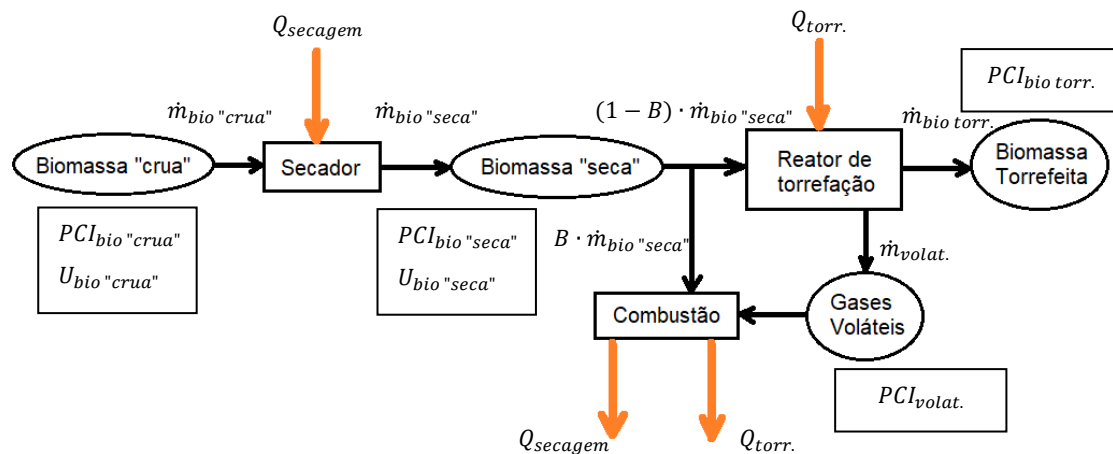 Q_secagem
Q_torr.
PCI_bio torr.
ṁ_bio "crua"
ṁ_bio "seca"
(1 − B) · ṁ_bio "seca"
ṁ_bio torr.
Biomassa "crua"
Secador
Biomassa "seca"
Reator de
torrefação
Biomassa
Torrefeita
PCI_bio "crua"
U_bio "crua"
PCI_bio "seca"
U_bio "seca"
B · ṁ_bio "seca"
ṁ_volat.
Combustão
Gases
Voláteis
PCI_volat.
Q_secagem
Q_torr.